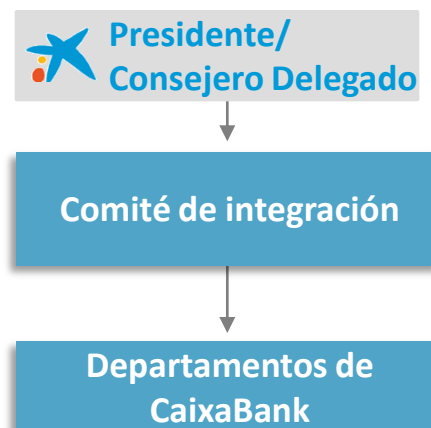 Presidente/
Consejero Delegado
Comité de integración
Departamentos de
CaixaBank